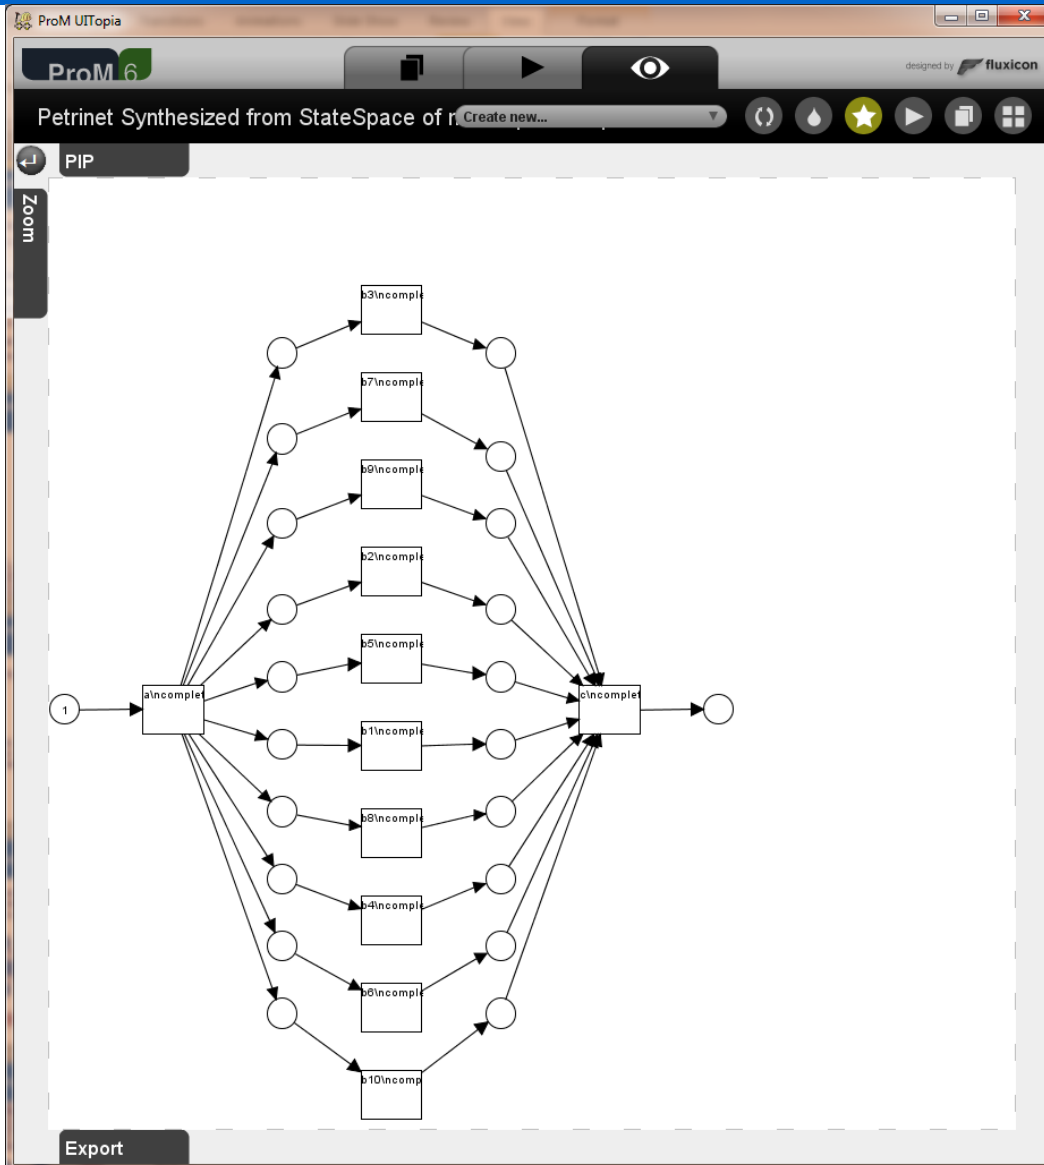 ProM UITopia
ProM 6
designed by fluxicon
Petrinet Synthesized from StateSpace of
Create new...
PIP
Zoom
b3\ncomple
b7\ncomple
b9\ncomple
b2\ncomple
b5\ncomple
a\ncomplet
c\ncomplet
1
b1\ncomple
b8\ncomple
b4\ncomple
b6\ncomple
b10\ncomp
Export